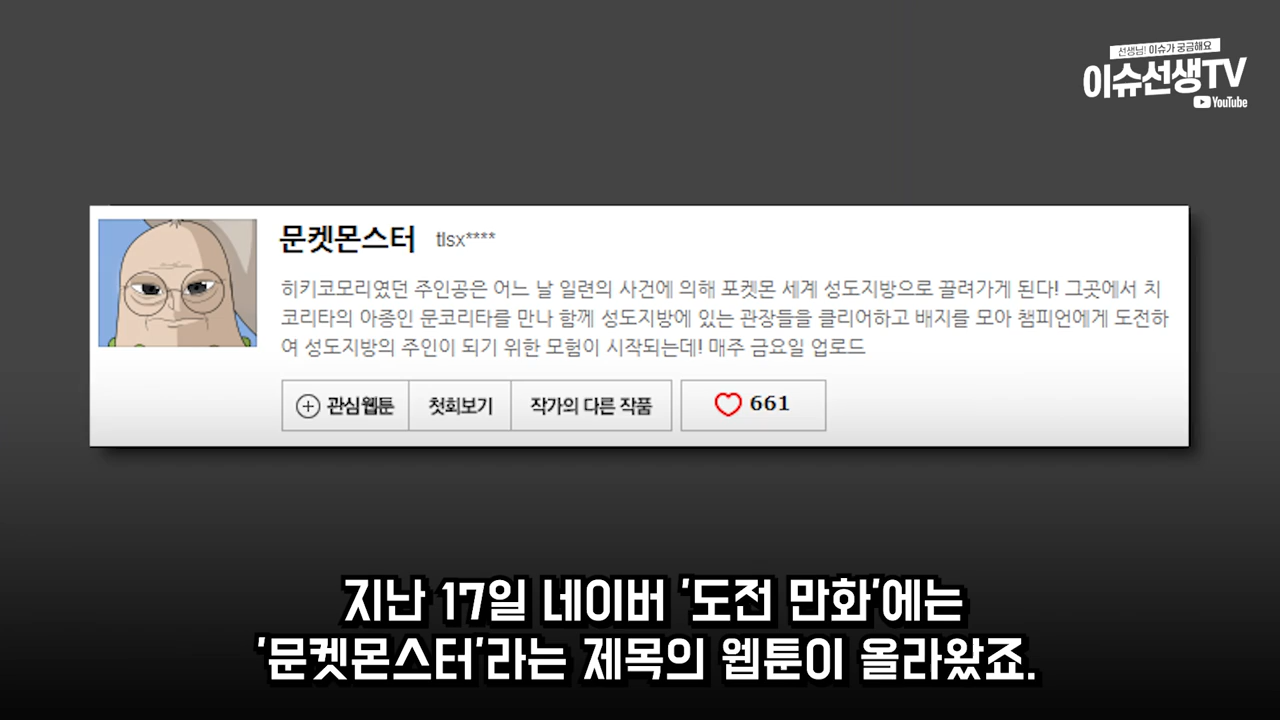 선생님! 이슈가 궁금해요
이슈선생TV
YouTube
문켓몬스터 tlsx****
히키코모리였던 주인공은 어느 날 일련의 사건에 의해 포켓몬 세계 성도지방으로 끌려가게 된다! 그곳에서 치
코리타의 아종인 문코리타를 만나 함께 성도지방에 있는 관장들을 클리어하고 배지를 모아 챔피언에게 도전하
여 성도지방의 주인이 되기 위한 모험이 시작되는데! 매주 금요일 업로드
관심웹툰 첫회보기 작가의 다른 작품 661
지난 17일 네이버 '도전 만화'에는
'문켓몬스터'라는 제목의 웹툰이 올라왔죠.